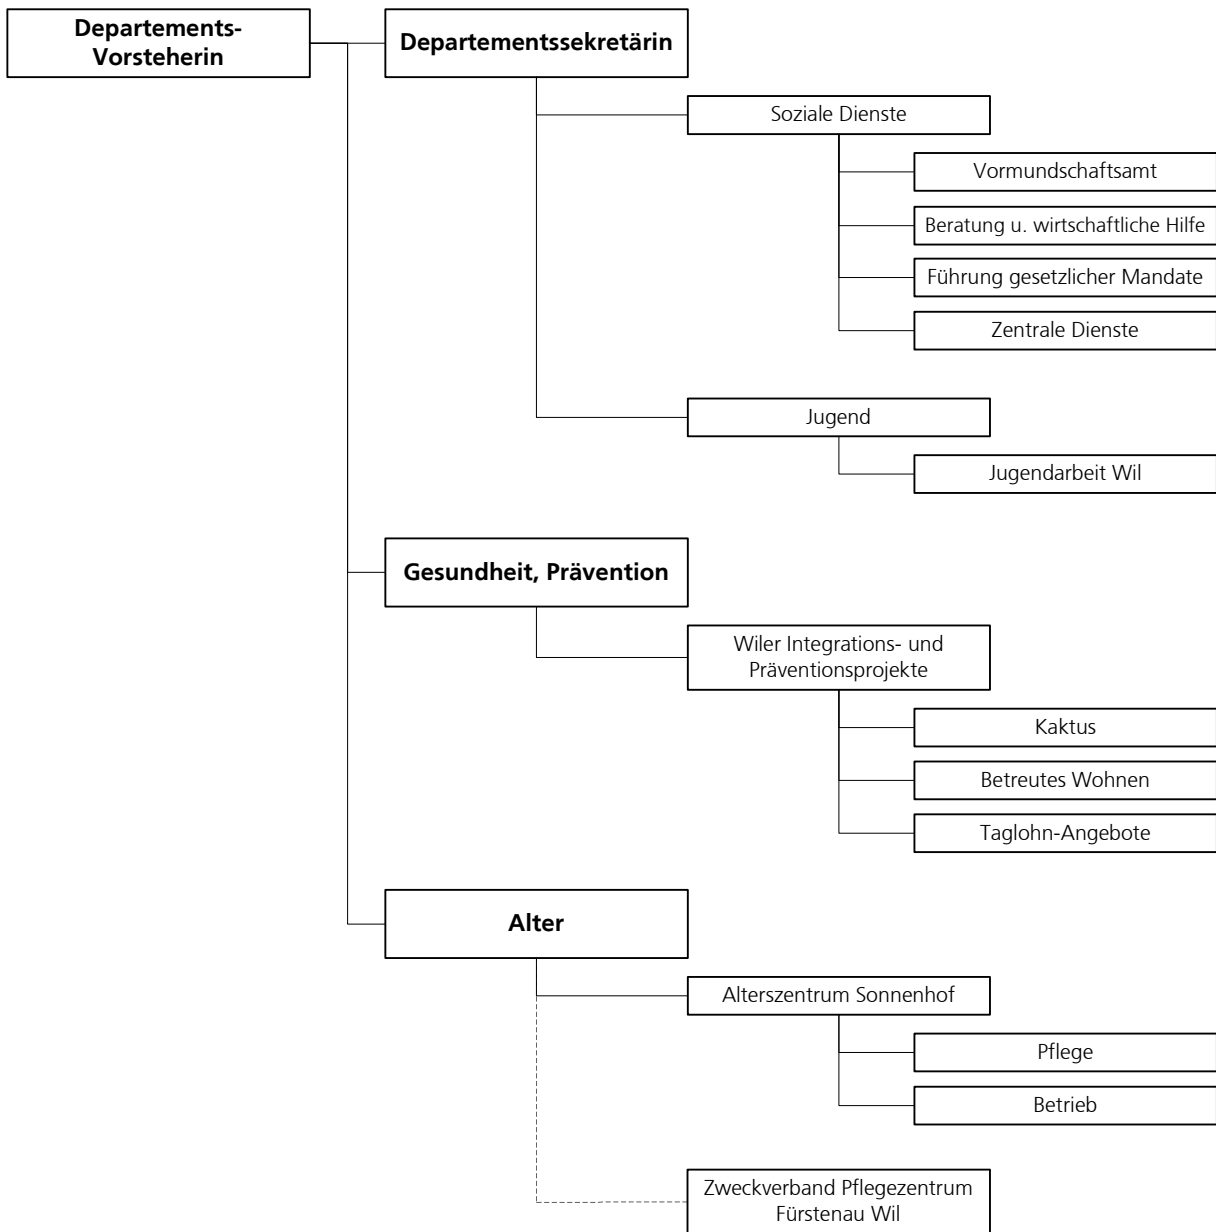 Departements-
Vorsteherin
Departementssekretärin
Soziale Dienste
Vormundschaftsamt
Beratung u. wirtschaftliche Hilfe
Führung gesetzlicher Mandate
Zentrale Dienste
Jugend
Jugendarbeit Wil
Gesundheit, Prävention
Wiler Integrations- und
Präventionsprojekte
Kaktus
Betreutes Wohnen
Taglohn-Angebote
Alter
Alterszentrum Sonnenhof
Pflege
Betrieb
Zweckverband Pflegezentrum
Fürstenau Wil